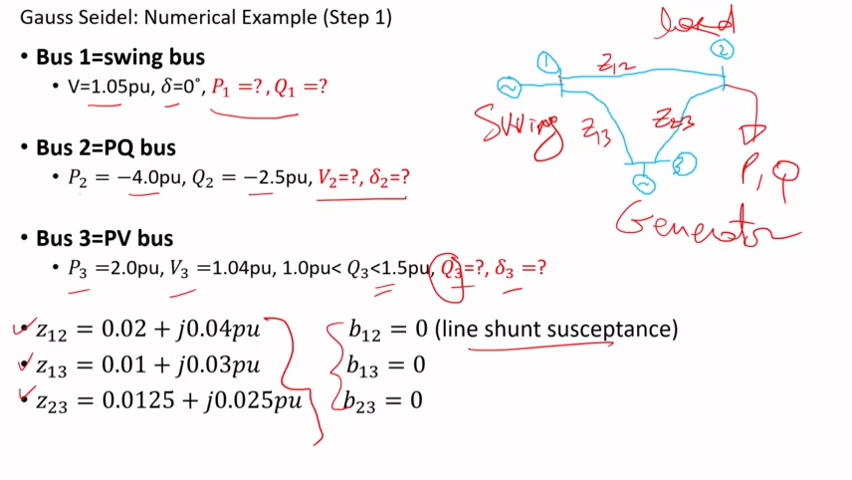 Gauss Seidel: Numerical Example (Step 1)
• Bus 1=swing bus
• V=1.05pu, δ=0°, P₁ =?, Q₁ =?
• Bus 2=PQ bus
• P₂ = −4.0pu, Q₂ = −2.5pu, V₂=?, δ₂=?
• Bus 3=PV bus
• P₃ =2.0pu, V₃ =1.04pu, 1.0pu< Q₃<1.5pu, Q₃=?, δ₃ =?
• z₁₂ = 0.02 + j0.04pu
• z₁₃ = 0.01 + j0.03pu
• z₂₃ = 0.0125 + j0.025pu
b₁₂ = 0 (line shunt susceptance)
b₁₃ = 0
b₂₃ = 0
load
1
Z12
2
~
Swing
Z13
Z23
3
~
P, Q
Generator